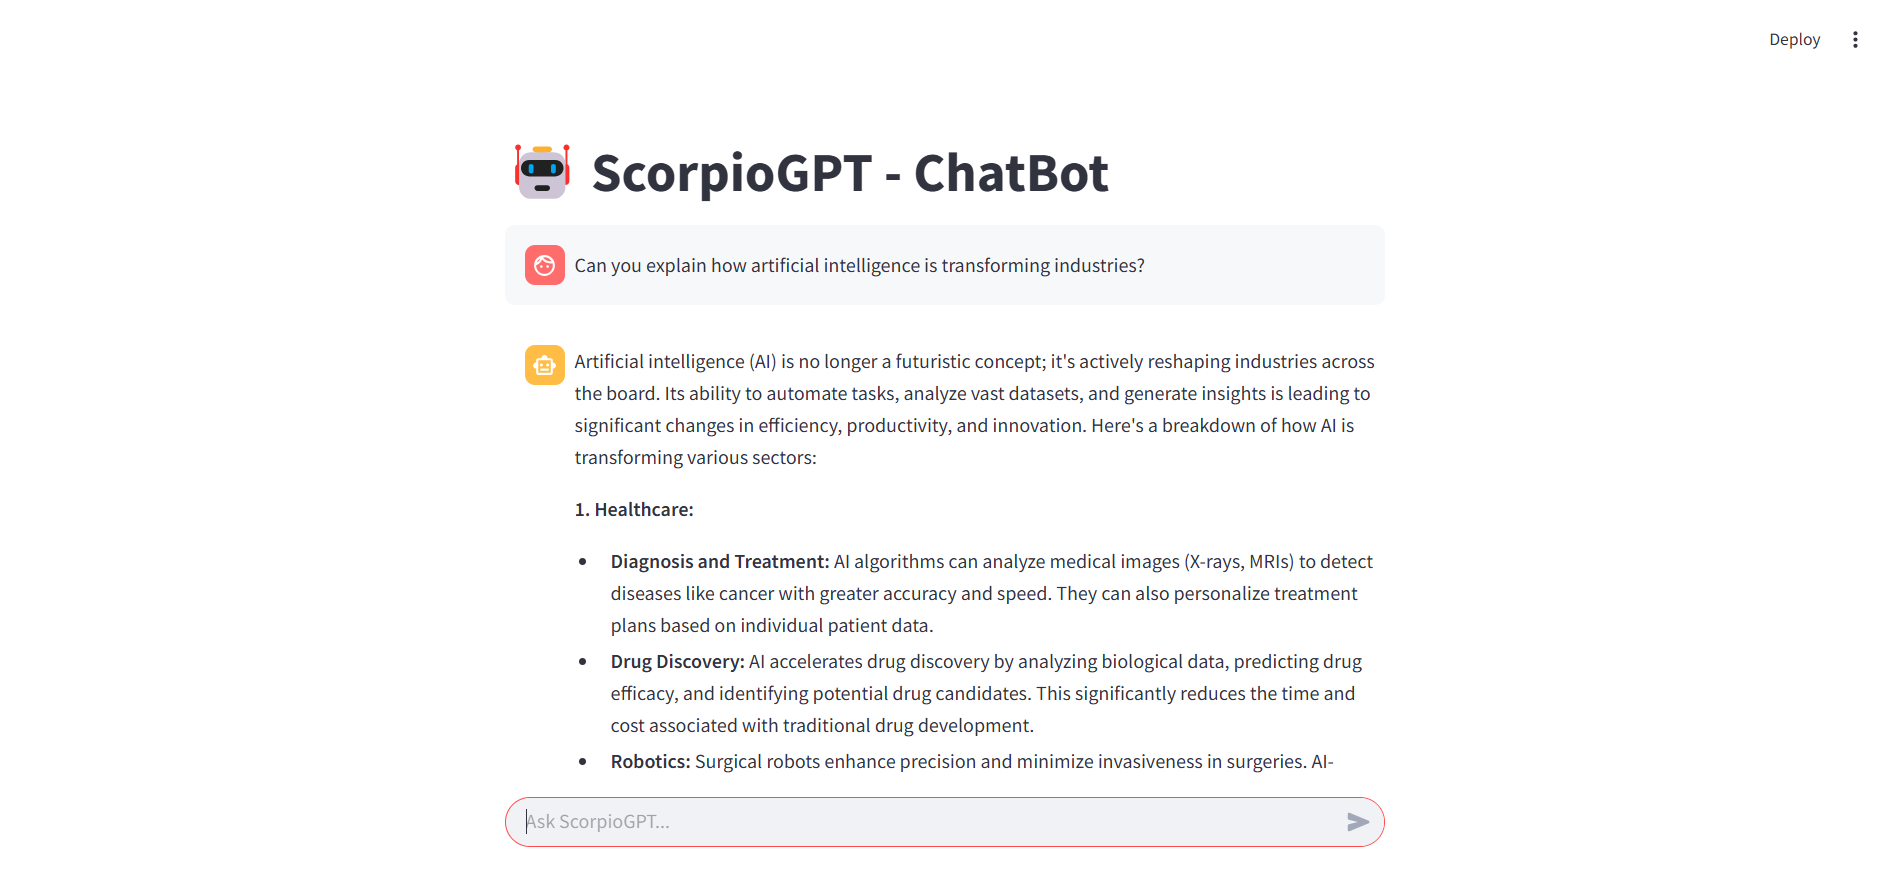 Deploy
ScorpioGPT - ChatBot
Can you explain how artificial intelligence is transforming industries?
Artificial intelligence (AI) is no longer a futuristic concept; it's actively reshaping industries across
the board. Its ability to automate tasks, analyze vast datasets, and generate insights is leading to
significant changes in efficiency, productivity, and innovation. Here's a breakdown of how AI is
transforming various sectors:
1. Healthcare:
Diagnosis and Treatment: AI algorithms can analyze medical images (X-rays, MRIs) to detect
diseases like cancer with greater accuracy and speed. They can also personalize treatment
plans based on individual patient data.
Drug Discovery: AI accelerates drug discovery by analyzing biological data, predicting drug
efficacy, and identifying potential drug candidates. This significantly reduces the time and
cost associated with traditional drug development.
Robotics: Surgical robots enhance precision and minimize invasiveness in surgeries. AI-
Ask ScorpioGPT...